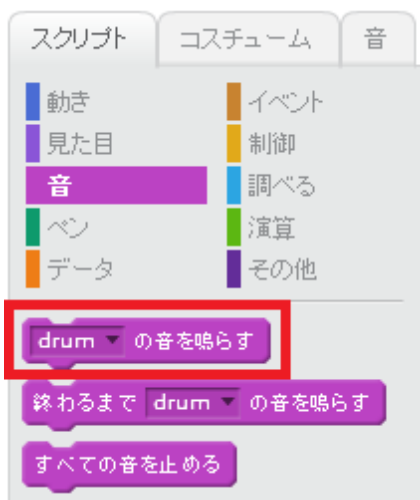 スクリプト コスチューム 音
動き イベント
見た目 制御
音 調べる
ペン 演算
データ その他
drum の音を鳴らす
終わるまで drum の音を鳴らす
すべての音を止める